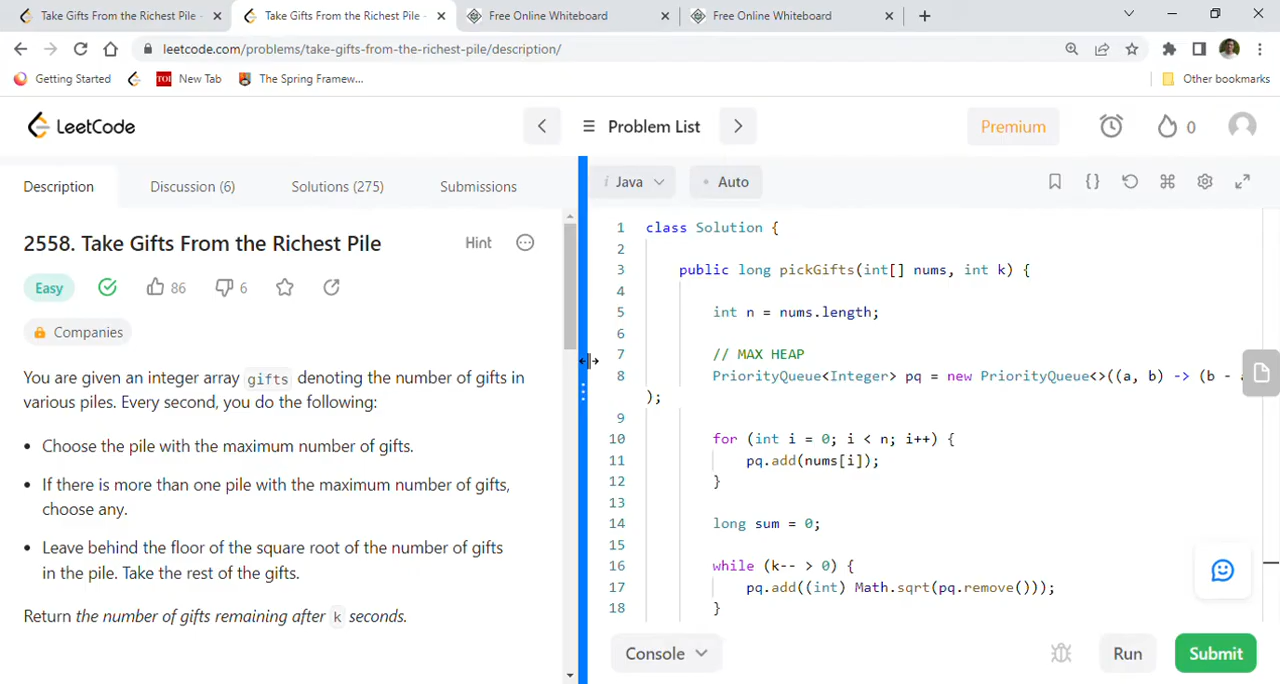 Take Gifts From the Richest Pile -
Take Gifts From the Richest Pile -
Free Online Whiteboard
Free Online Whiteboard
leetcode.com/problems/take-gifts-from-the-richest-pile/description/
Getting Started
TOI New Tab
The Spring Framew...
Other bookmarks
LeetCode
Problem List
Premium
0
Description
Discussion (6)
Solutions (275)
Submissions
i Java
Auto
2558. Take Gifts From the Richest Pile
Hint
Easy
86
6
Companies
You are given an integer array gifts denoting the number of gifts in
various piles. Every second, you do the following:
• Choose the pile with the maximum number of gifts.
• If there is more than one pile with the maximum number of gifts,
choose any.
• Leave behind the floor of the square root of the number of gifts
in the pile. Take the rest of the gifts.
Return the number of gifts remaining after k seconds.
1 class Solution {
2
3 public long pickGifts(int[] nums, int k) {
4
5 int n = nums.length;
6
7 // MAX HEAP
8 PriorityQueue<Integer> pq = new PriorityQueue<>((a, b) -> (b -
);
9
10 for (int i = 0; i < n; i++) {
11 pq.add(nums[i]);
12 }
13
14 long sum = 0;
15
16 while (k-- > 0) {
17 pq.add((int) Math.sqrt(pq.remove()));
18 }
Console
Run
Submit